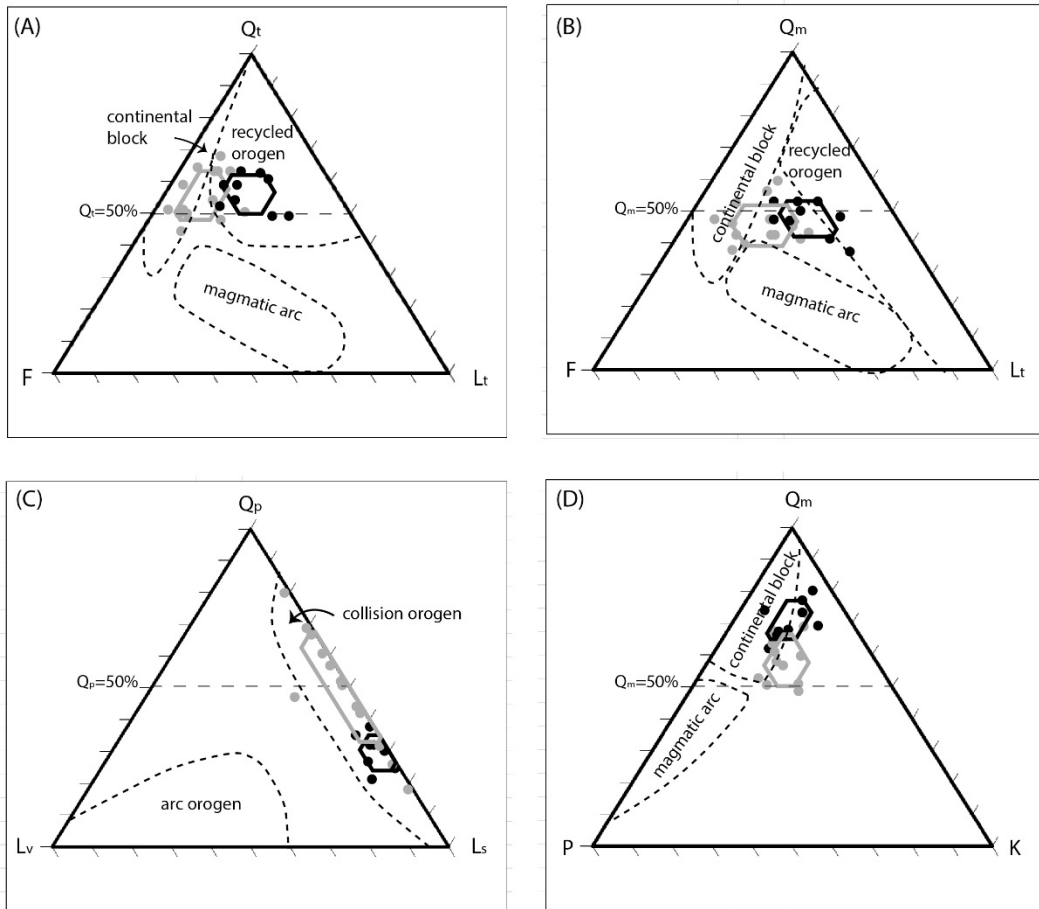 (A)
Qt
continental
block
recycled
orogen
Qt=50%
magmatic arc
F
Lt
(B)
Qm
continental block
recycled
orogen
Qm=50%
magmatic arc
F
Lt
(C)
Qp
collision orogen
Qp=50%
arc orogen
Lv
Ls
(D)
Qm
continental block
Qm=50%
magmatic arc
P
K